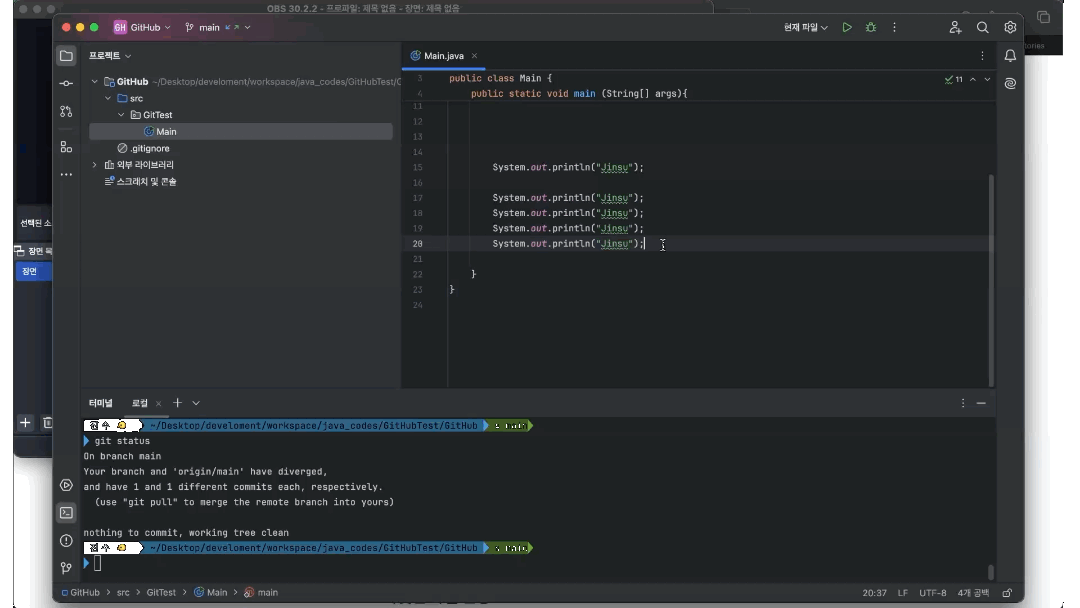 OBS 30.2.2 - 프로파일: 제목 없음 - 장면: 제목 없음
GH GitHub main 현재 파일
프로젝트
Main.java
GitHub ~/Desktop/develoment/workspace/java_codes/GitHubTest/C
src
GitTest
Main
.gitignore
외부 라이브러리
스크래치 및 콘솔
11
3 public class Main {
4 public static void main (String[] args){
11
12
13
14
15 System.out.println("Jinsu");
16
17 System.out.println("Jinsu");
18 System.out.println("Jinsu");
19 System.out.println("Jinsu");
20 System.out.println("Jinsu");
21
22 }
23 }
24
선택된 소
장면 목
장면
터미널 로컬
~/Desktop/develoment/workspace/java_codes/GitHubTest/GitHub main
git status
On branch main
Your branch and 'origin/main' have diverged,
and have 1 and 1 different commits each, respectively.
(use "git pull" to merge the remote branch into yours)
nothing to commit, working tree clean
~/Desktop/develoment/workspace/java_codes/GitHubTest/GitHub main
GitHub > src > GitTest > Main > main 20:37 LF UTF-8 4개 공백